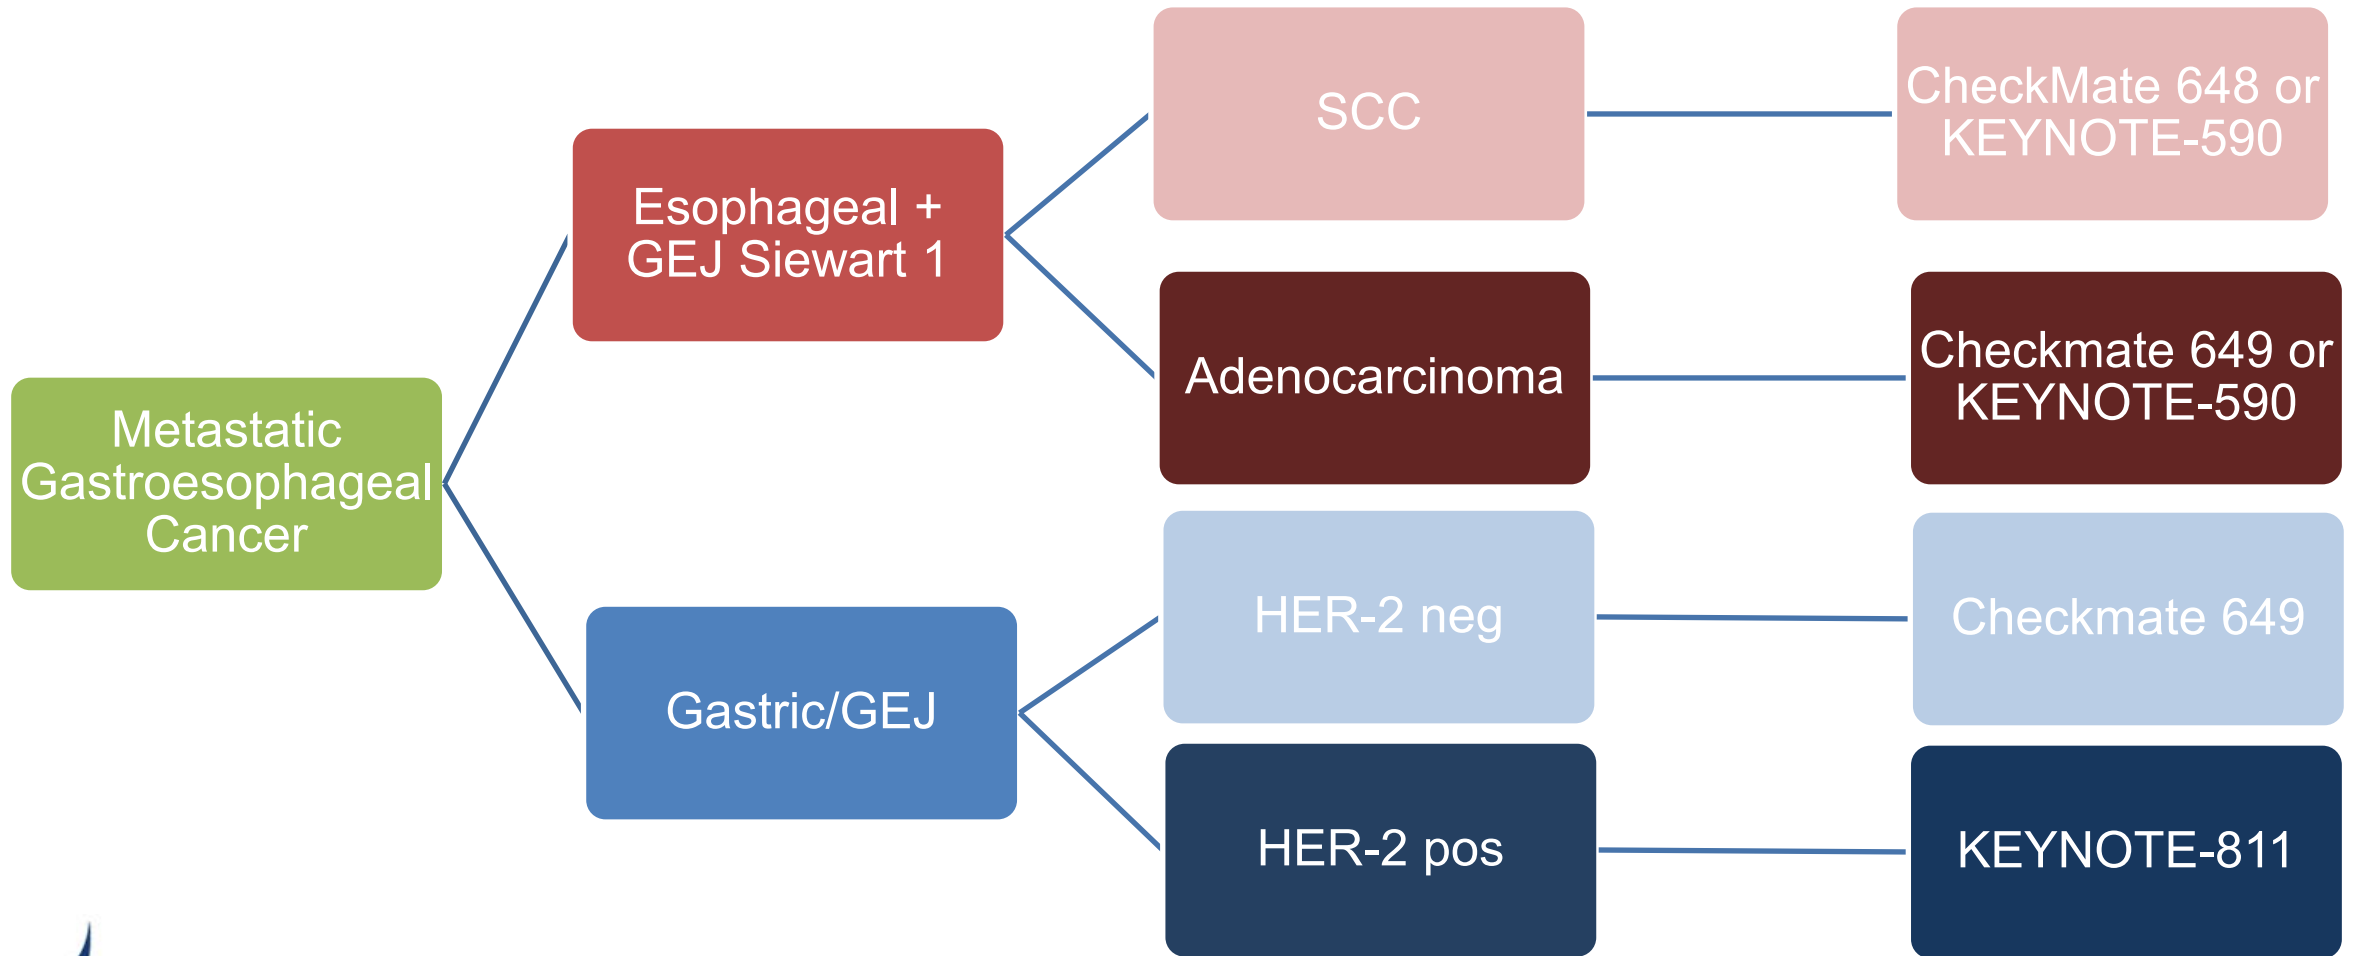 Metastatic
Gastroesophageal
Cancer
Esophageal +
GEJ Siewart 1
SCC
CheckMate 648 or
KEYNOTE-590
Adenocarcinoma
Checkmate 649 or
KEYNOTE-590
Gastric/GEJ
HER-2 neg
Checkmate 649
HER-2 pos
KEYNOTE-811